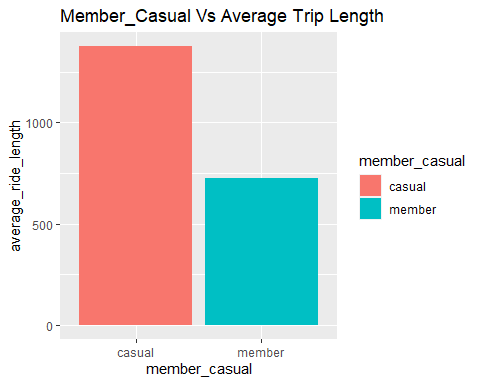 Member_Casual Vs Average Trip Length
average_ride_length
1000
500
0
casual
member
member_casual
member_casual
casual
member